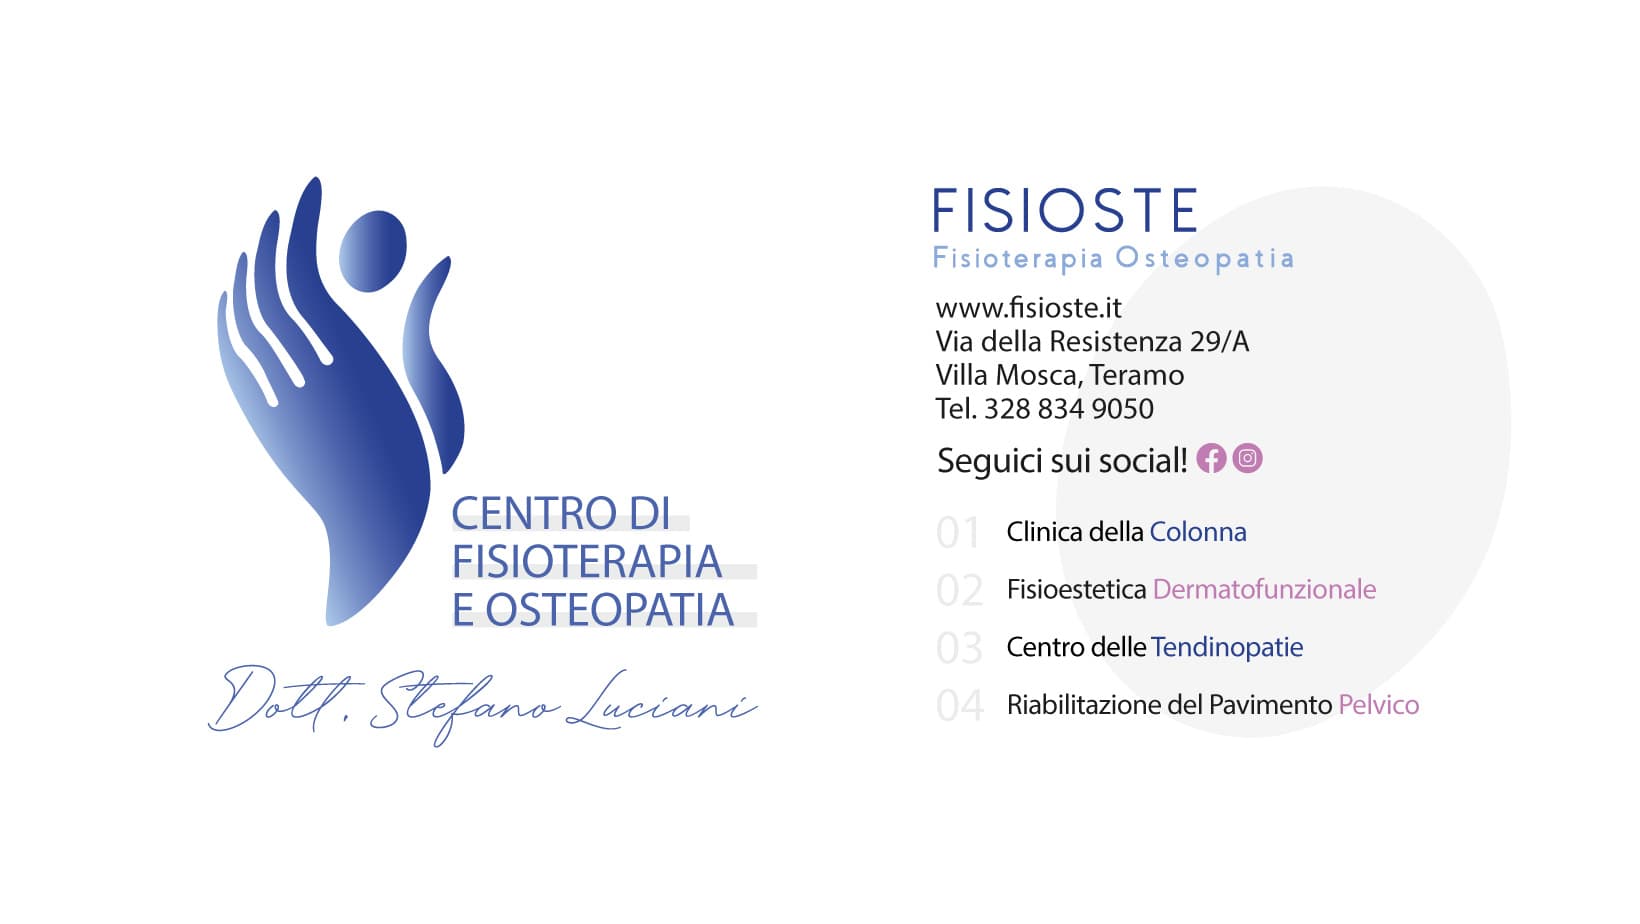 CENTRO DI
FISIOTERAPIA
E OSTEOPATIA
Dott. Stefano Luciani
FISIOSTE
Fisioterapia Osteopatia
www.fisioste.it
Via della Resistenza 29/A
Villa Mosca, Teramo
Tel. 328 834 9050
Seguici sui social!
01 Clinica della Colonna
02 Fisioestetica Dermatofunzionale
03 Centro delle Tendinopatie
04 Riabilitazione del Pavimento Pelvico